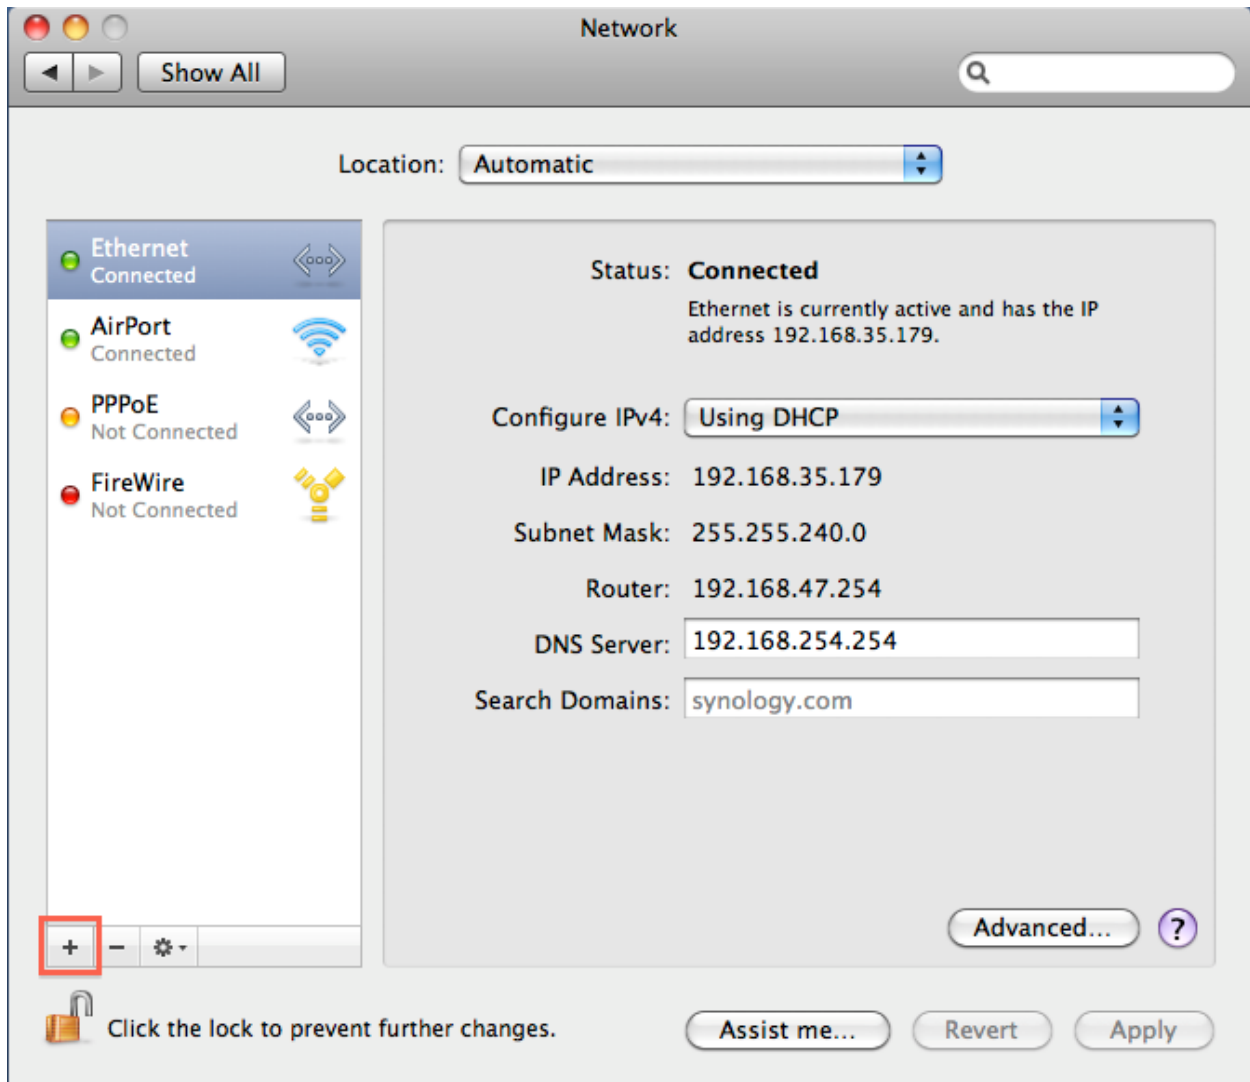 Network
Show All
Location: Automatic
Ethernet
Connected
AirPort
Connected
PPPoE
Not Connected
FireWire
Not Connected
Status: Connected
Ethernet is currently active and has the IP
address 192.168.35.179.
Configure IPv4: Using DHCP
IP Address: 192.168.35.179
Subnet Mask: 255.255.240.0
Router: 192.168.47.254
DNS Server: 192.168.254.254
Search Domains: synology.com
Advanced... ?
Click the lock to prevent further changes.
Assist me... Revert Apply